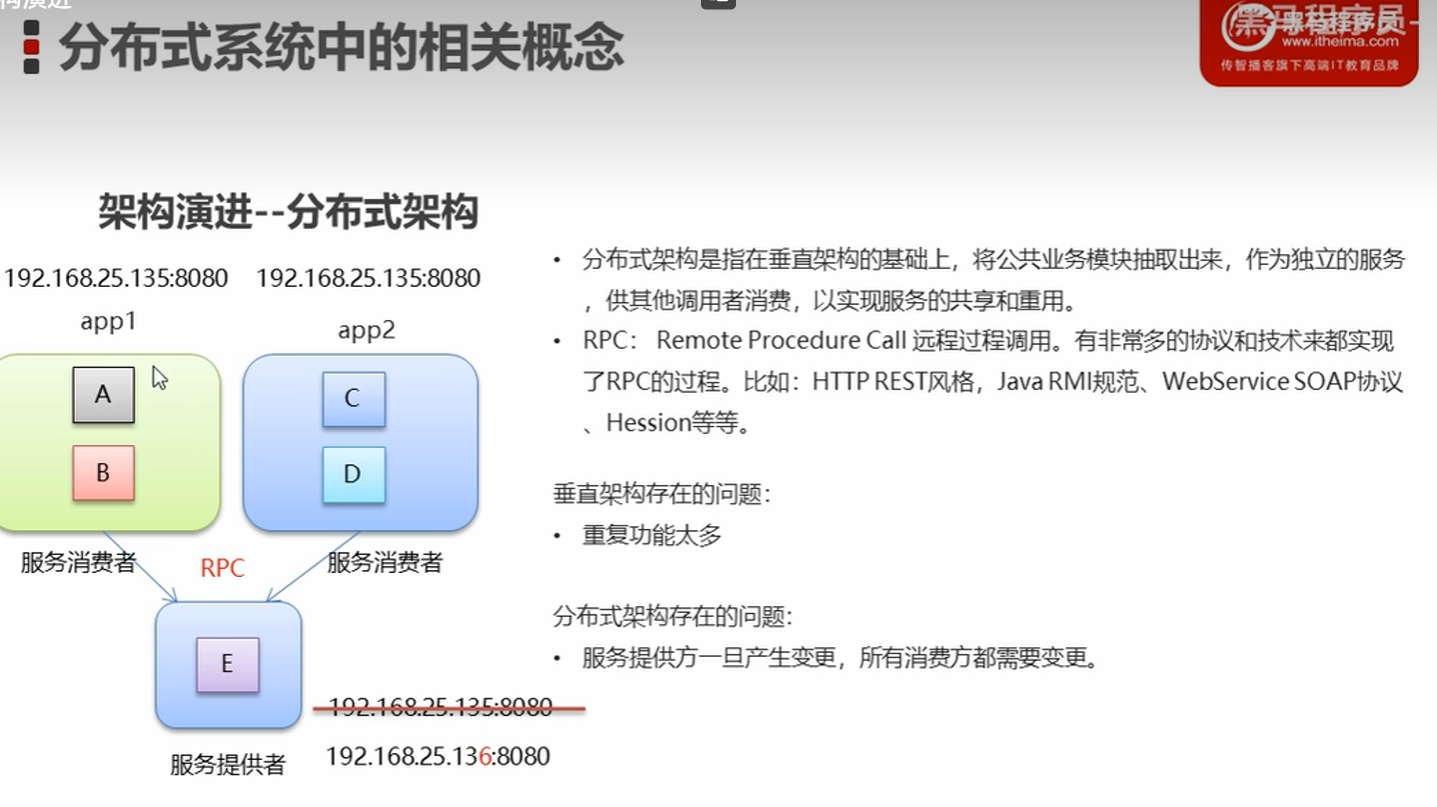 构演进
分布式系统中的相关概念
黑马程序员-
www.itheima.com
传智播客旗下高端IT教育品牌
架构演进--分布式架构
192.168.25.135:8080 192.168.25.135:8080
app1 app2
A
C
B
D
服务消费者 RPC 服务消费者
E
192.168.25.135:8080
192.168.25.136:8080
服务提供者
• 分布式架构是指在垂直架构的基础上，将公共业务模块抽取出来，作为独立的服务
，供其他调用者消费，以实现服务的共享和重用。
• RPC： Remote Procedure Call 远程过程调用。有非常多的协议和技术来都实现
了RPC的过程。比如：HTTP REST风格，Java RMI规范、WebService SOAP协议
、Hession等等。
垂直架构存在的问题：
• 重复功能太多
分布式架构存在的问题：
• 服务提供方一旦产生变更，所有消费方都需要变更。